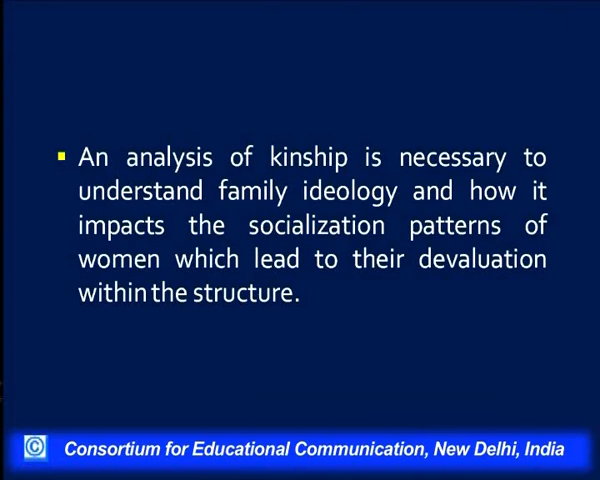 An analysis of kinship is necessary to
understand family ideology and how it
impacts the socialization patterns of
women which lead to their devaluation
within the structure.
© Consortium for Educational Communication, New Delhi, India